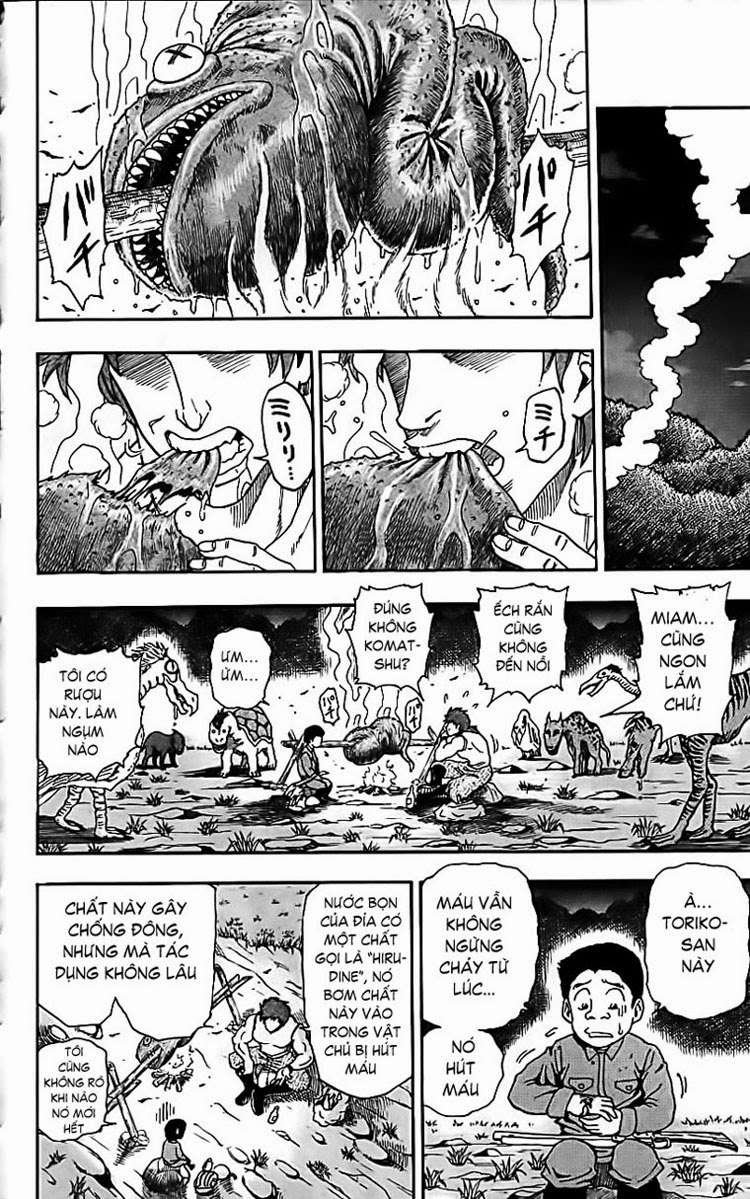 パチ
バチ
ミチ
ミリリ…
MIAM...
CŨNG
NGON
LẮM
CHỨ!
ẾCH RẮN
CŨNG
KHÔNG
ĐẾN NỖI
ĐÚNG
KHÔNG
KOMAT-
SHU?
ƯM...
ỪM...
TÔI CÓ
RƯỢU
NÀY. LÀM
NGỤM
NÀO
À...
TORIKO-
SAN
NÀY
MÁU VẪN
KHÔNG
NGỪNG
CHẢY TỪ
LÚC...
NÓ
HÚT
MÁU
NƯỚC BỌN
CỦA ĐỈA CÓ
MỘT CHẤT
GỌI LÀ "HIRU-
DINE", NÓ
BƠM CHẤT
NÀY VÀO
TRONG VẬT
CHỦ BỊ HÚT
MÁU
CHẤT NÀY GÂY
CHỐNG ĐÔNG,
NHƯNG MÀ TÁC
DỤNG KHÔNG LÂU
TÔI
CŨNG
KHÔNG RÕ
KHI NÀO
NÓ MỚI
HẾT